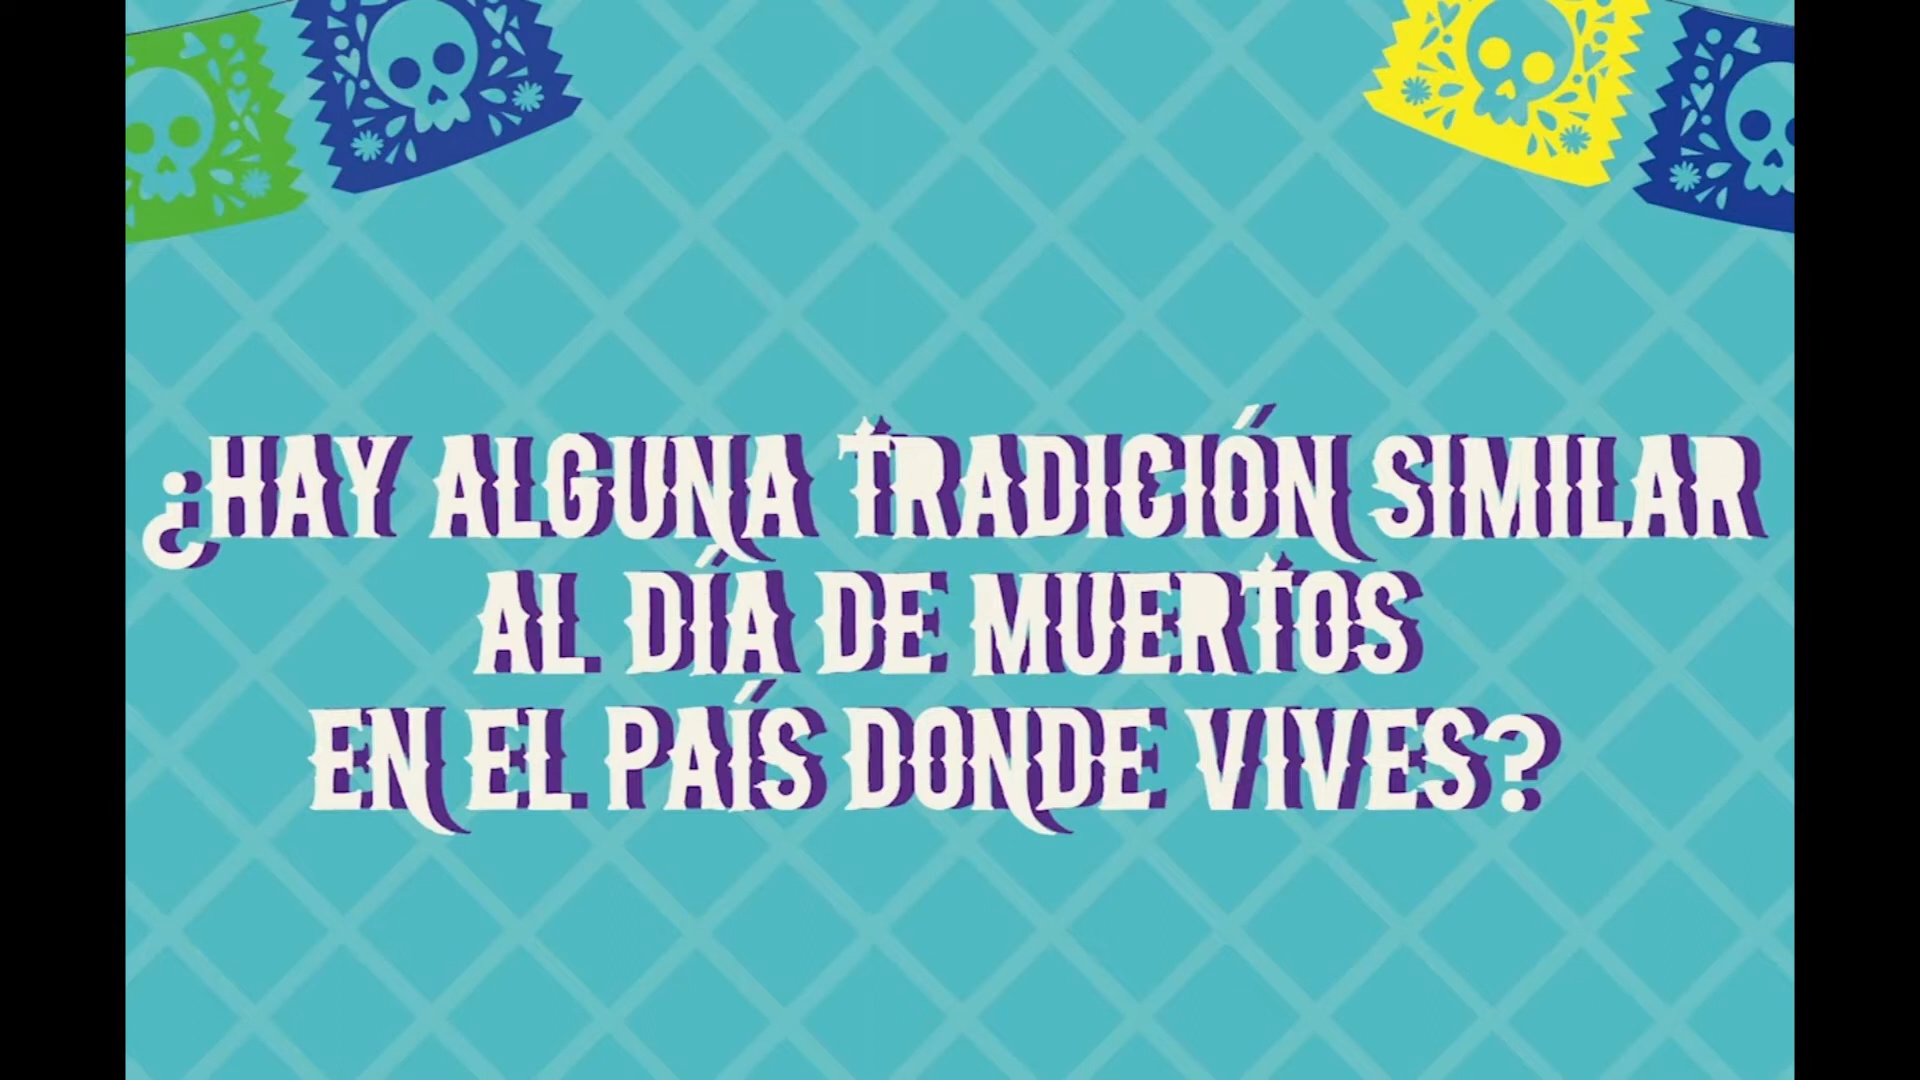 ¿HAY ALGUNA TRADICIÓN SIMILAR
AL DÍA DE MUERTOS
EN EL PAÍS DONDE VIVES?